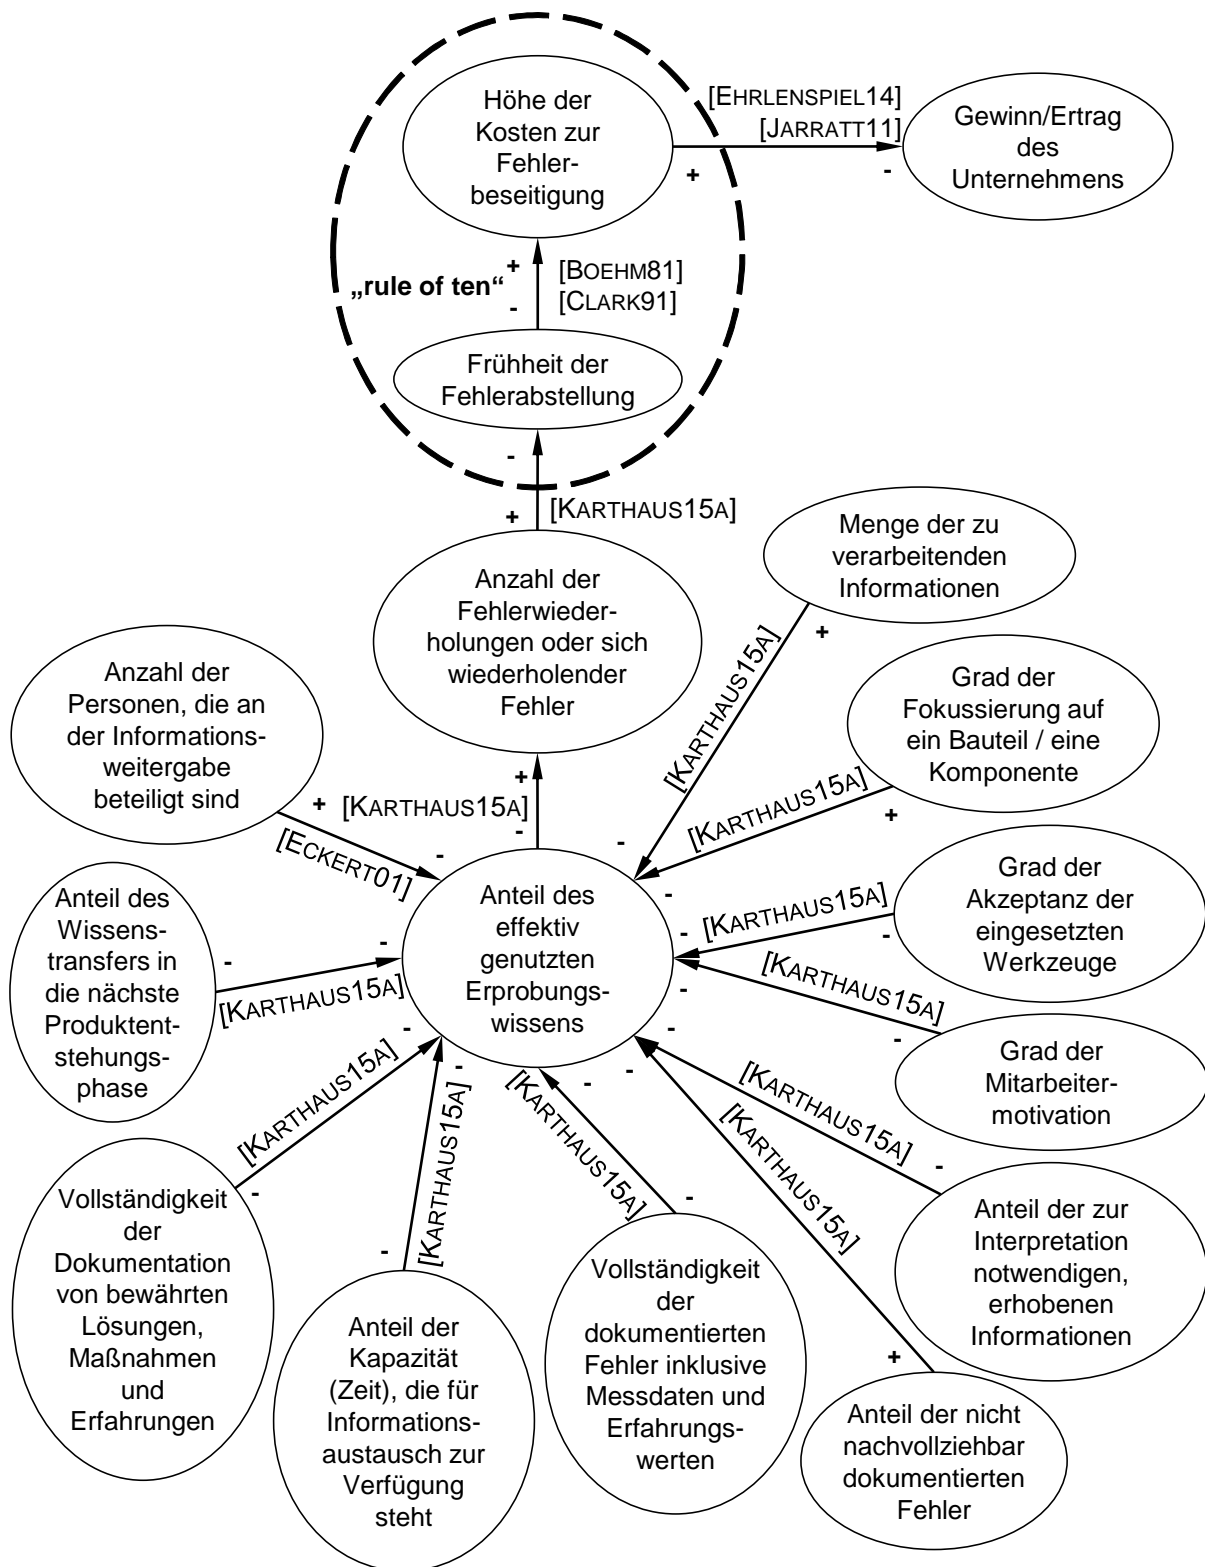 Höhe der
Kosten zur
Fehler-
beseitigung
[EHRLENSPIEL14]
[JARRATT11]
+
-
Gewinn/Ertrag
des
Unternehmens
+
„rule of ten“
-
[BOEHM81]
[CLARK91]
Frühheit der
Fehlerabstellung
-
+
[KARTHAUS15A]
Anzahl der
Fehlerwieder-
holungen oder sich
wiederholender
Fehler
Menge der zu
verarbeitenden
Informationen
+
[KARTHAUS15A]
-
Grad der
Fokussierung auf
ein Bauteil / eine
Komponente
[KARTHAUS15A]
+
-
Anzahl der
Personen, die an
der Informations-
weitergabe
beteiligt sind
+
[ECKERT01]
-
+
[KARTHAUS15A]
-
Anteil des
effektiv
genutzten
Erprobungs-
wissens
Grad der
Akzeptanz der
eingesetzten
Werkzeuge
[KARTHAUS15A]
-
-
Anteil des
Wissens-
transfers in
die nächste
Produktent-
stehungs-
phase
-
-
[KARTHAUS15A]
[KARTHAUS15A]
-
-
Grad der
Mitarbeiter-
motivation
[KARTHAUS15A]
-
-
Vollständigkeit
der
Dokumentation
von bewährten
Lösungen,
Maßnahmen
und
Erfahrungen
[KARTHAUS15A]
-
-
Anteil der
Kapazität
(Zeit), die für
Informations-
austausch zur
Verfügung
steht
[KARTHAUS15A]
-
-
Vollständigkeit
der
dokumentierten
Fehler inklusive
Messdaten und
Erfahrungs-
werten
[KARTHAUS15A]
-
-
[KARTHAUS15A]
-
+
Anteil der nicht
nachvollziehbar
dokumentierten
Fehler
[KARTHAUS15A]
-
-
Anteil der zur
Interpretation
notwendigen,
erhobenen
Informationen